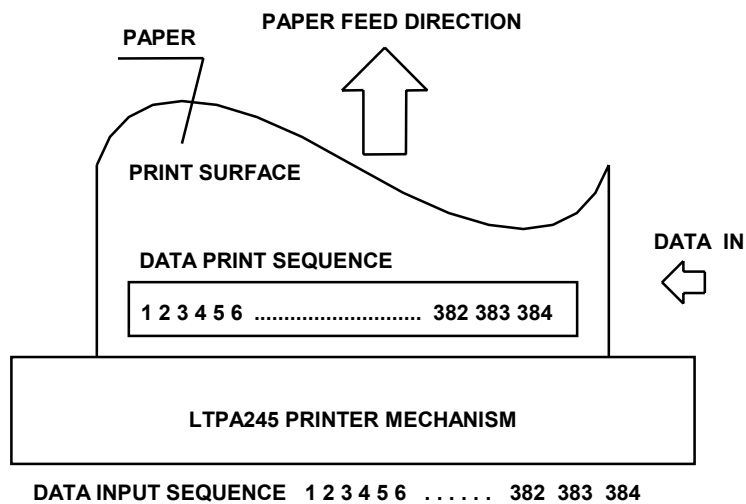 PAPER FEED DIRECTION
PAPER
PRINT SURFACE
DATA IN
DATA PRINT SEQUENCE
1 2 3 4 5 6 ............................ 382 383 384
LTPA245 PRINTER MECHANISM
DATA INPUT SEQUENCE 1 2 3 4 5 6 . . . . . . 382 383 384